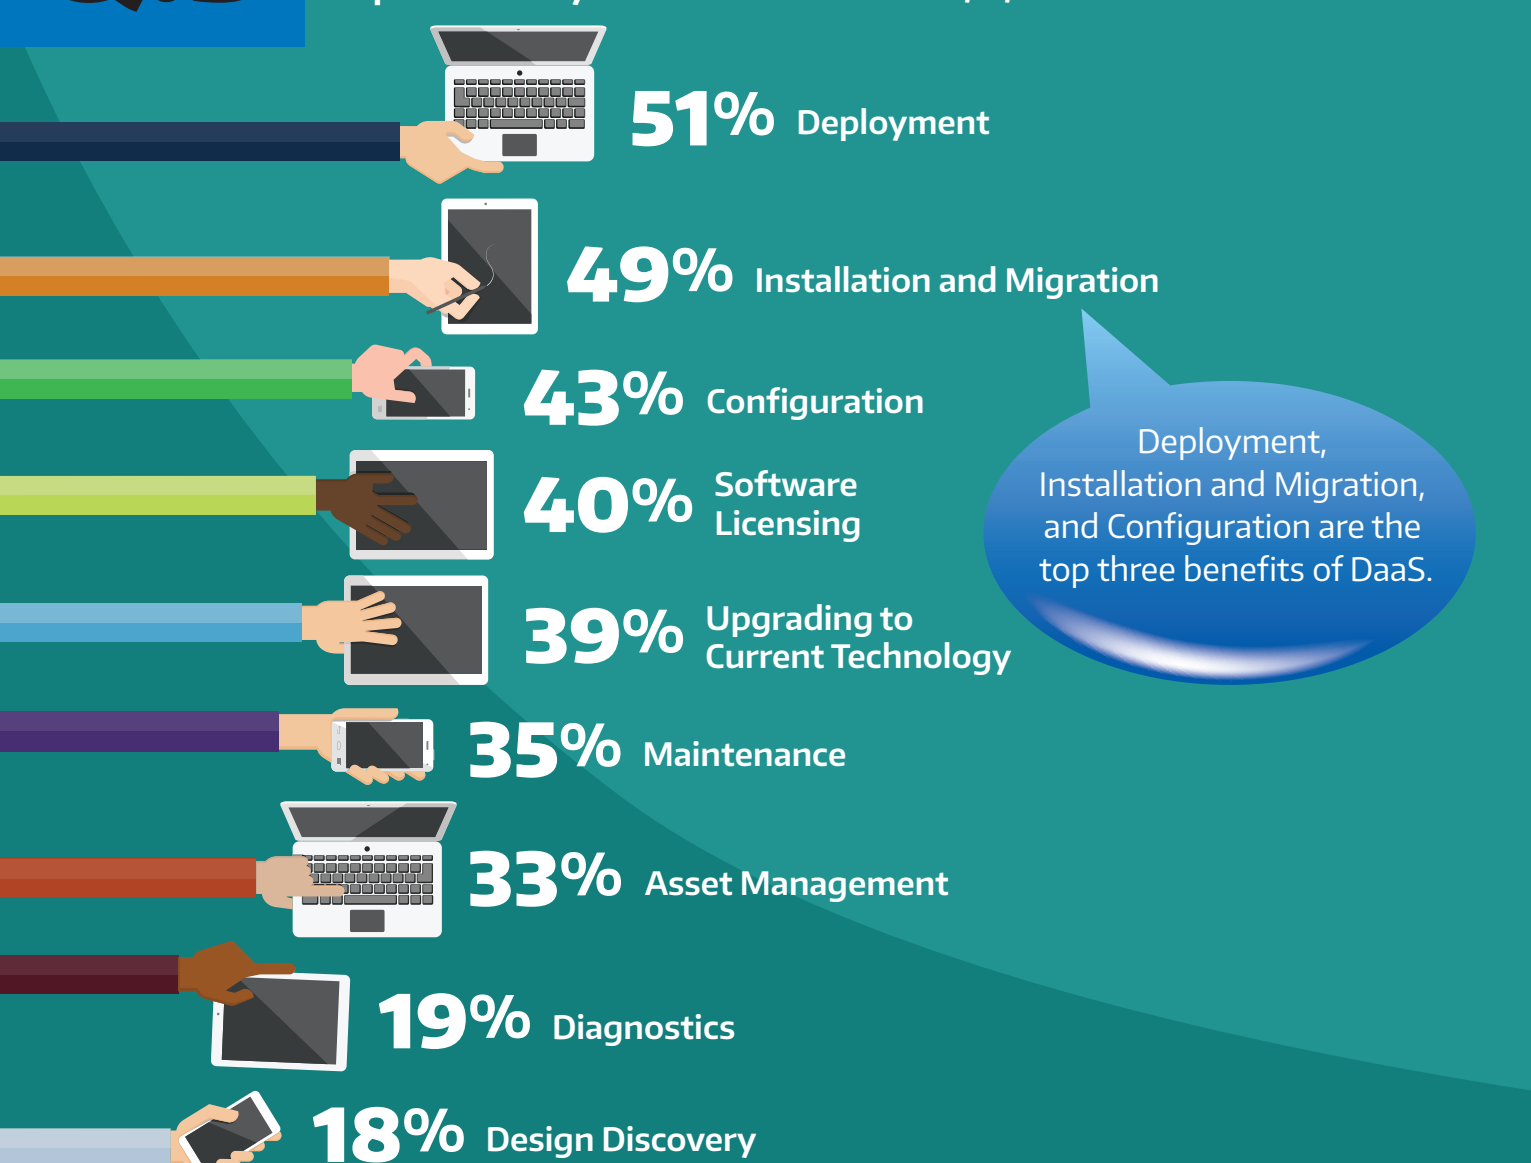 51% Deployment
49% Installation and Migration
43% Configuration
40% Software
Licensing
39% Upgrading to
Current Technology
35% Maintenance
33% Asset Management
19% Diagnostics
18% Design Discovery
Deployment,
Installation and Migration,
and Configuration are the
top three benefits of DaaS.